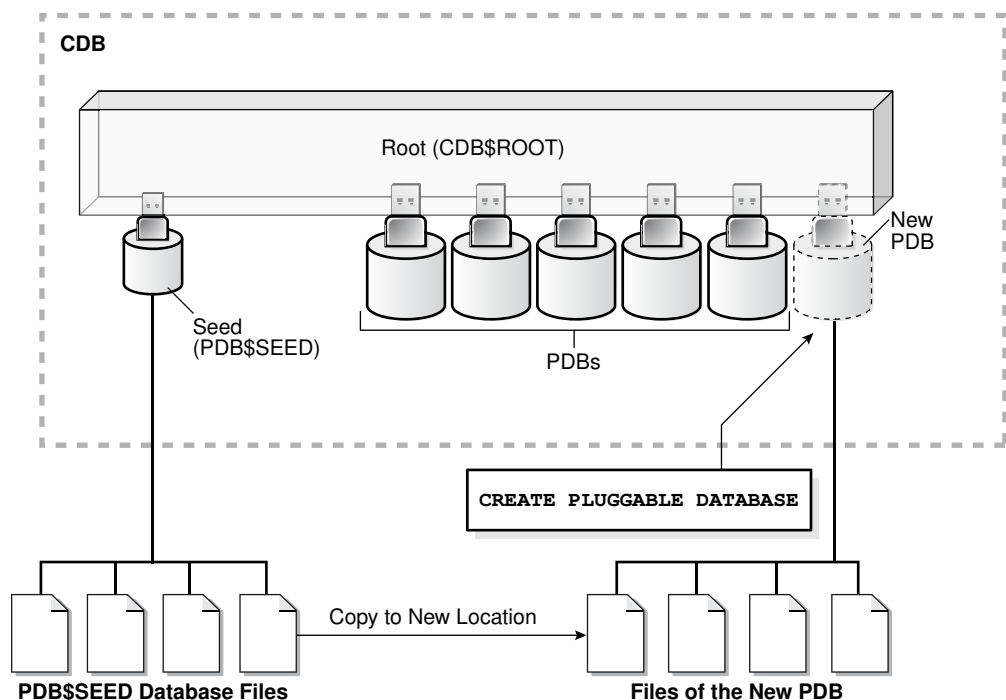 CDB
Root (CDB$ROOT)
New
PDB
Seed
(PDB$SEED)
PDBs
CREATE PLUGGABLE DATABASE
Copy to New Location
PDB$SEED Database Files
Files of the New PDB